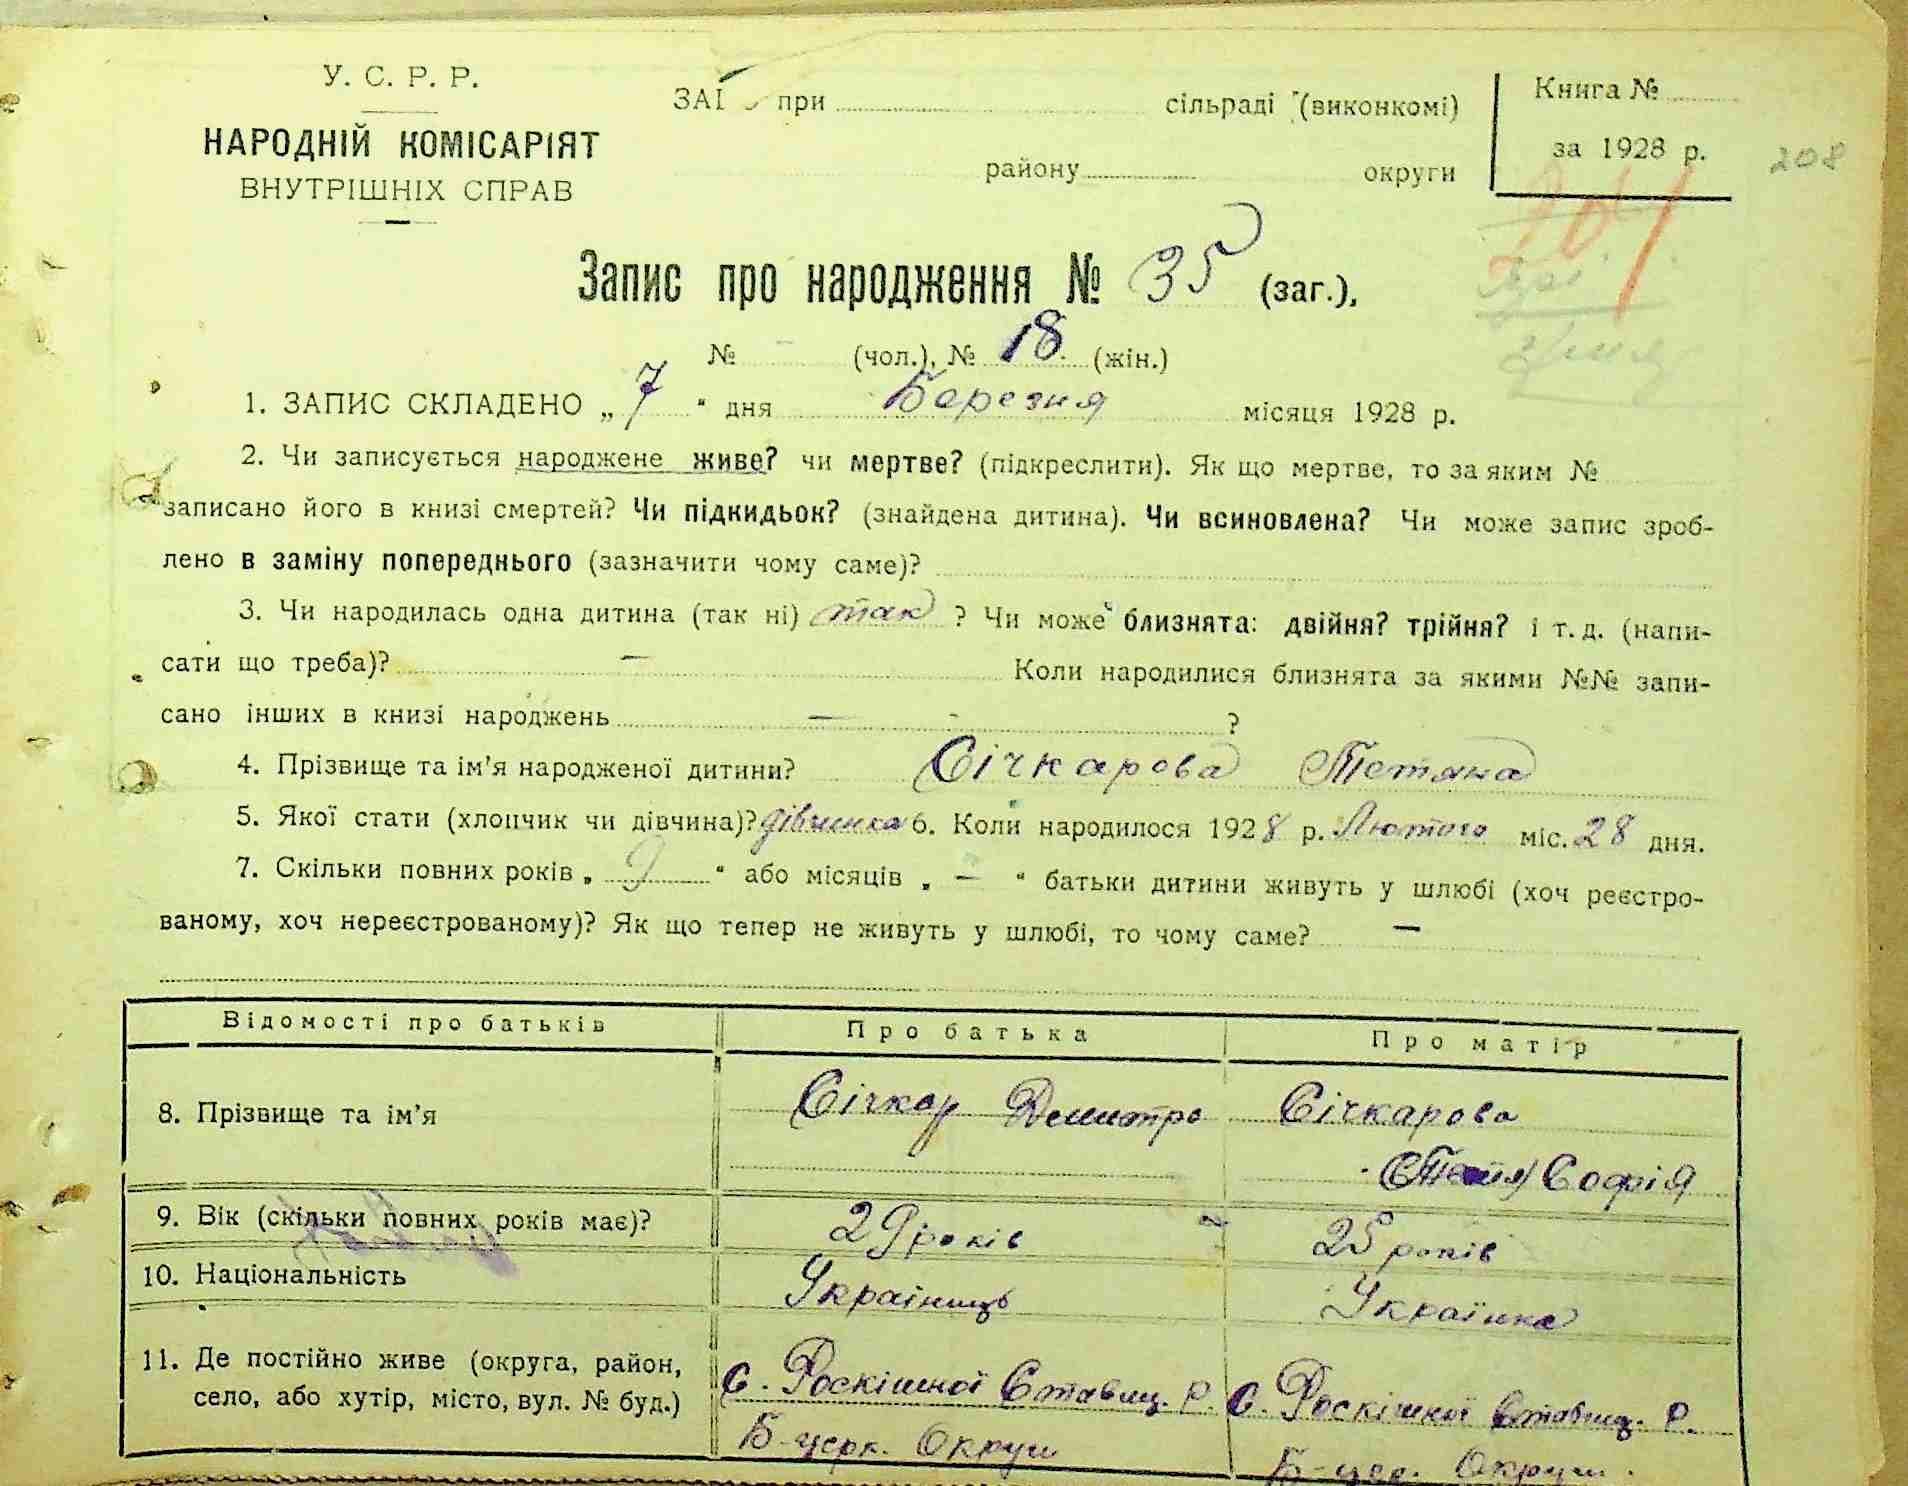 У. С. Р. Р.
НАРОДНІЙ КОМІСАРІЯТ
ВНУТРІШНІХ СПРАВ
ЗАГ при сільраді (виконкомі)
району округи
Книга №
за 1928 р.
208
201
Запис про народження № 35 (заг.),
№ - (чол.), № 18 (жін.)
1. ЗАПИС СКЛАДЕНО „ 7 “ дня Березня місяця 1928 р.
2. Чи записується народжене живе? чи мертве? (підкреслити). Як що мертве, то за яким №
записано його в книзі смертей? Чи підкидьок? (знайдена дитина). Чи всиновлена? Чи може запис зроб-
лено в заміну попереднього (зазначити чому саме)?
3. Чи народилась одна дитина (так ні) так ? Чи може близнята: двійня? трійня? і т. д. (напи-
сати що треба)? — Коли народилися близнята за якими №№ запи-
сано інших в книзі народжень — ?
4. Прізвище та ім’я народженої дитини? Січкарова Тетяна
5. Якої стати (хлопчик чи дівчина)? дівчинка 6. Коли народилося 1928 р. Лютого міс. 28 дня.
7. Скільки повних років „ 9 “ або місяців „ — “ батьки дитини живуть у шлюбі (хоч реєстро-
ваному, хоч нереєстрованому)? Як що тепер не живуть у шлюбі, то чому саме? —
Відомості про батьків Про батька Про матір
8. Прізвище та ім’я Січкар Демитро Січкарова
Софія
9. Вік (скільки повних років має)? 29 років 25 років
10. Національність Українець Українка
11. Де постійно живе (округа, район,
село, або хутір, місто, вул. № буд.)
с. Роскішної Ставищ. р. с. Роскішної Ставищ. р.
Б-церк. Округи Б-цер. Округи.